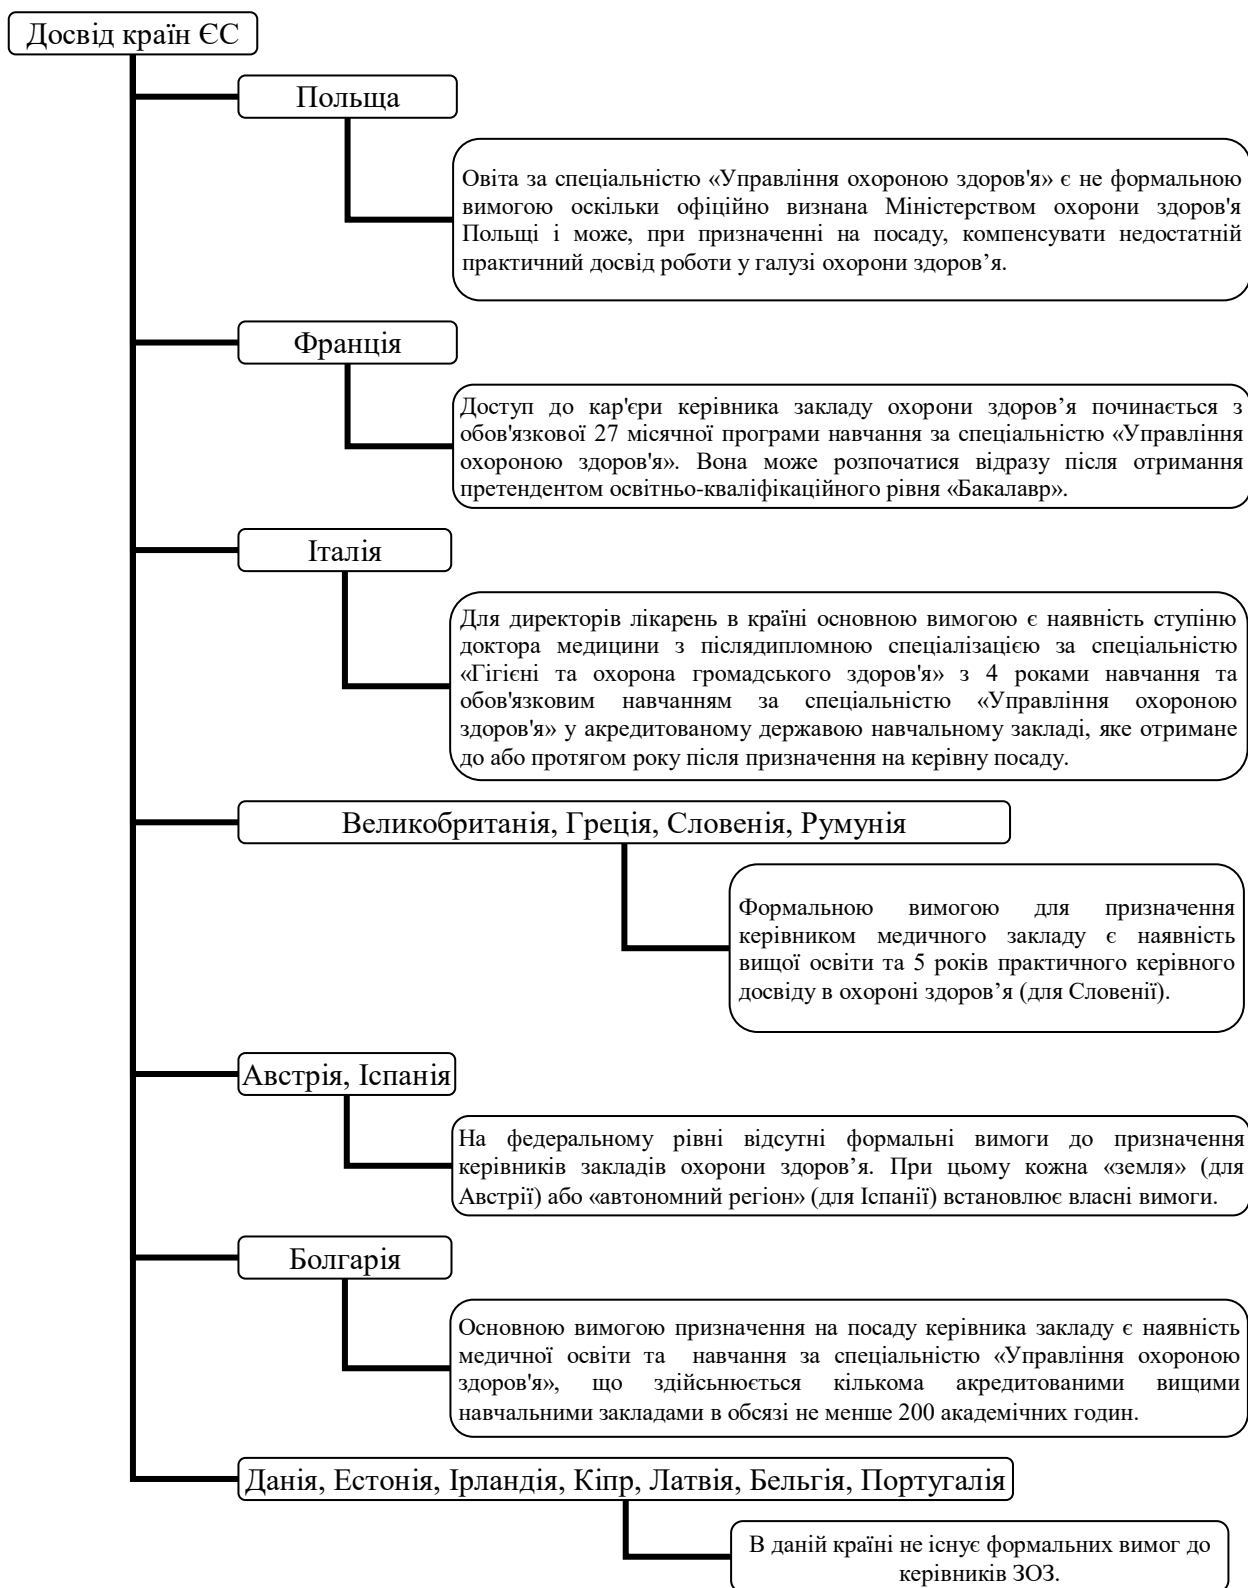 Досвід країн ЄС
Польща
Овіта за спеціальністю «Управління охороною здоров'я» є не формальною
вимогою оскільки офіційно визнана Міністерством охорони здоров'я
Польщі і може, при призначенні на посаду, компенсувати недостатній
практичний досвід роботи у галузі охорони здоров’я.
Франція
Доступ до кар'єри керівника закладу охорони здоров’я починається з
обов'язкової 27 місячної програми навчання за спеціальністю «Управління
охороною здоров'я». Вона може розпочатися відразу після отримання
претендентом освітньо-кваліфікаційного рівня «Бакалавр».
Італія
Для директорів лікарень в країні основною вимогою є наявність ступіню
доктора медицини з післядипломною спеціалізацією за спеціальністю
«Гігієні та охорона громадського здоров'я» з 4 роками навчання та
обов'язковим навчанням за спеціальністю «Управління охороною
здоров'я» у акредитованому державою навчальному закладі, яке отримане
до або протягом року після призначення на керівну посаду.
Великобританія, Греція, Словенія, Румунія
Формальною вимогою для призначення
керівником медичного закладу є наявність
вищої освіти та 5 років практичного керівного
досвіду в охороні здоров’я (для Словенії).
Австрія, Іспанія
На федеральному рівні відсутні формальні вимоги до призначення
керівників закладів охорони здоров’я. При цьому кожна «земля» (для
Австрії) або «автономний регіон» (для Іспанії) встановлює власні вимоги.
Болгарія
Основною вимогою призначення на посаду керівника закладу є наявність
медичної освіти та навчання за спеціальністю «Управління охороною
здоров'я», що здійсьнюється кількома акредитованими вищими
навчальними закладами в обсязі не менше 200 академічних годин.
Данія, Естонія, Ірландія, Кіпр, Латвія, Бельгія, Португалія
В даній країні не існує формальних вимог до
керівників ЗОЗ.